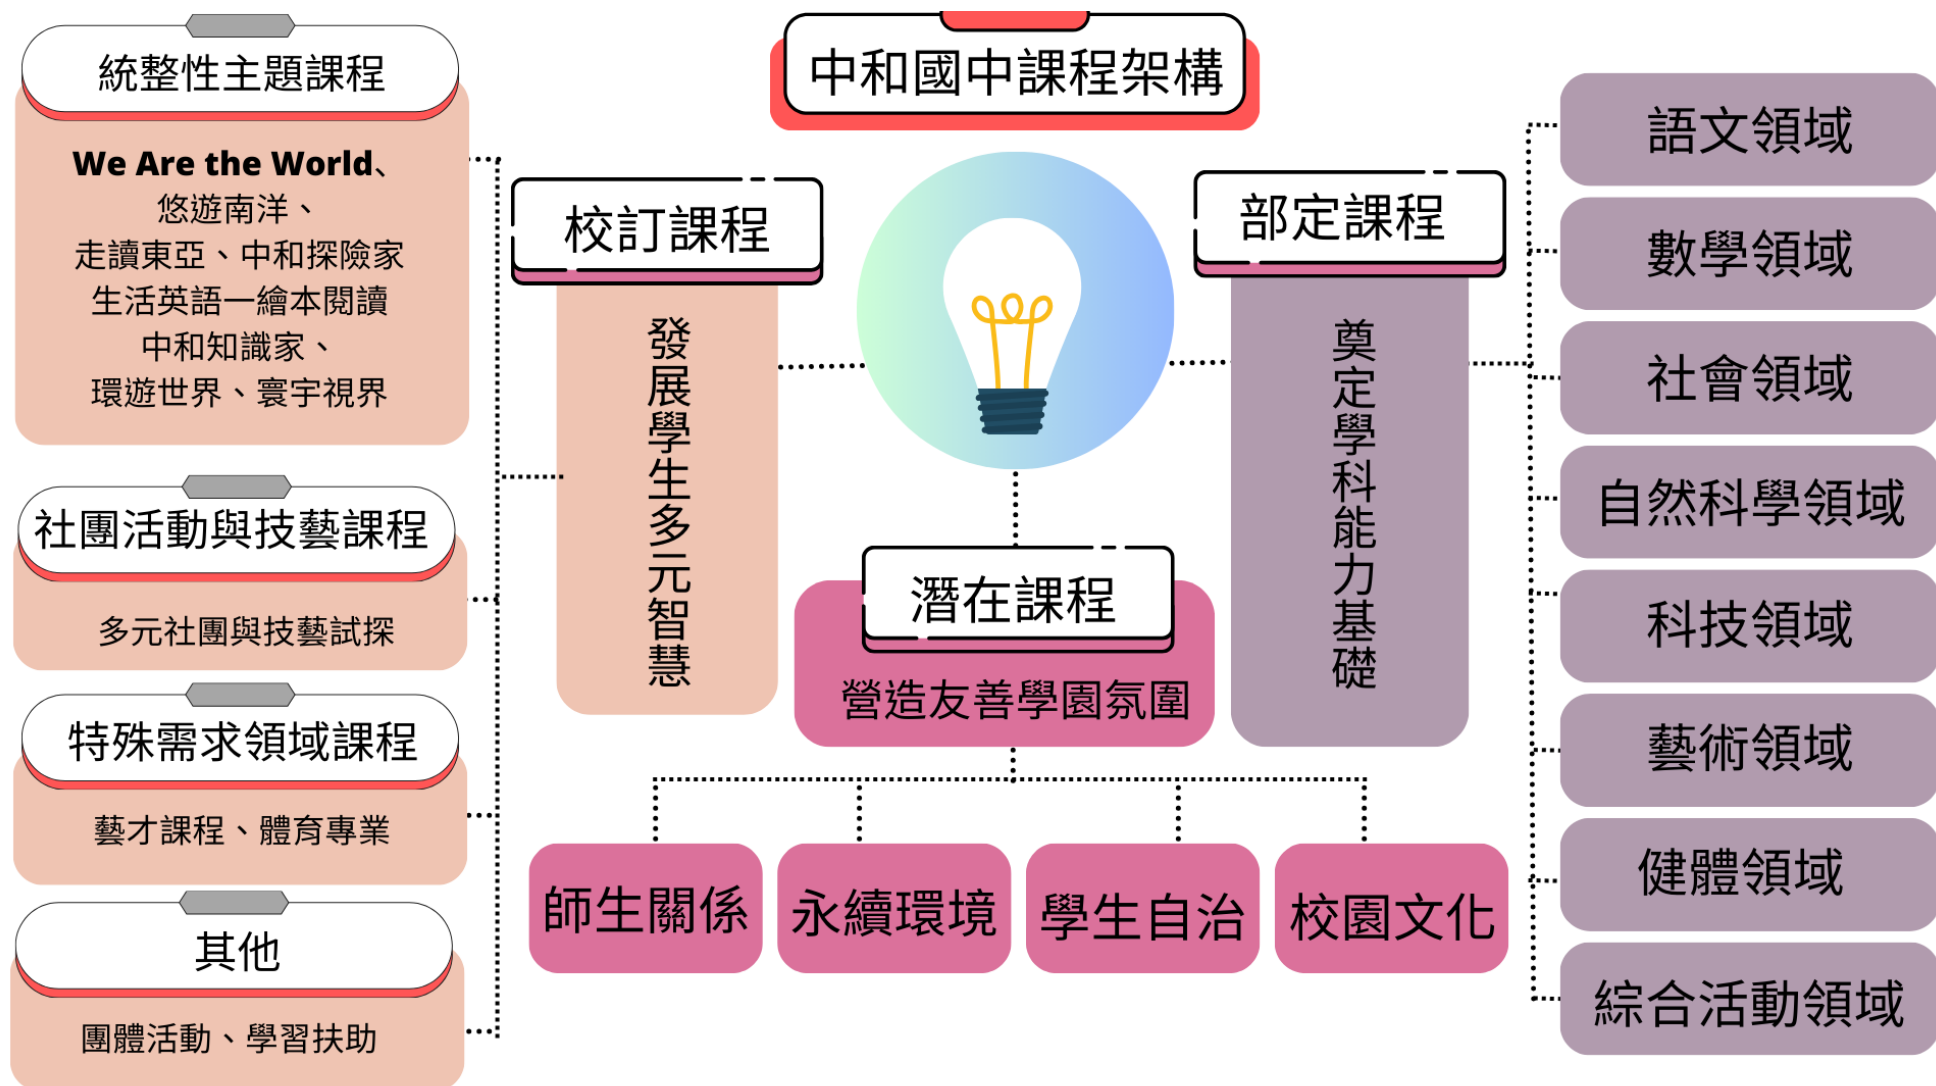 中和國中課程架構
統整性主題課程
We Are the World、
悠遊南洋、
走讀東亞、中和探險家
生活英語一繪本閱讀
中和知識家、
環遊世界、寰宇視界
社團活動與技藝課程
多元社團與技藝試探
特殊需求領域課程
藝才課程、體育專業
其他
團體活動、學習扶助
校訂課程
發展學生多元智慧
潛在課程
營造友善學園氛圍
師生關係
永續環境
學生自治
校園文化
部定課程
奠定學科能力基礎
語文領域
數學領域
社會領域
自然科學領域
科技領域
藝術領域
健體領域
綜合活動領域